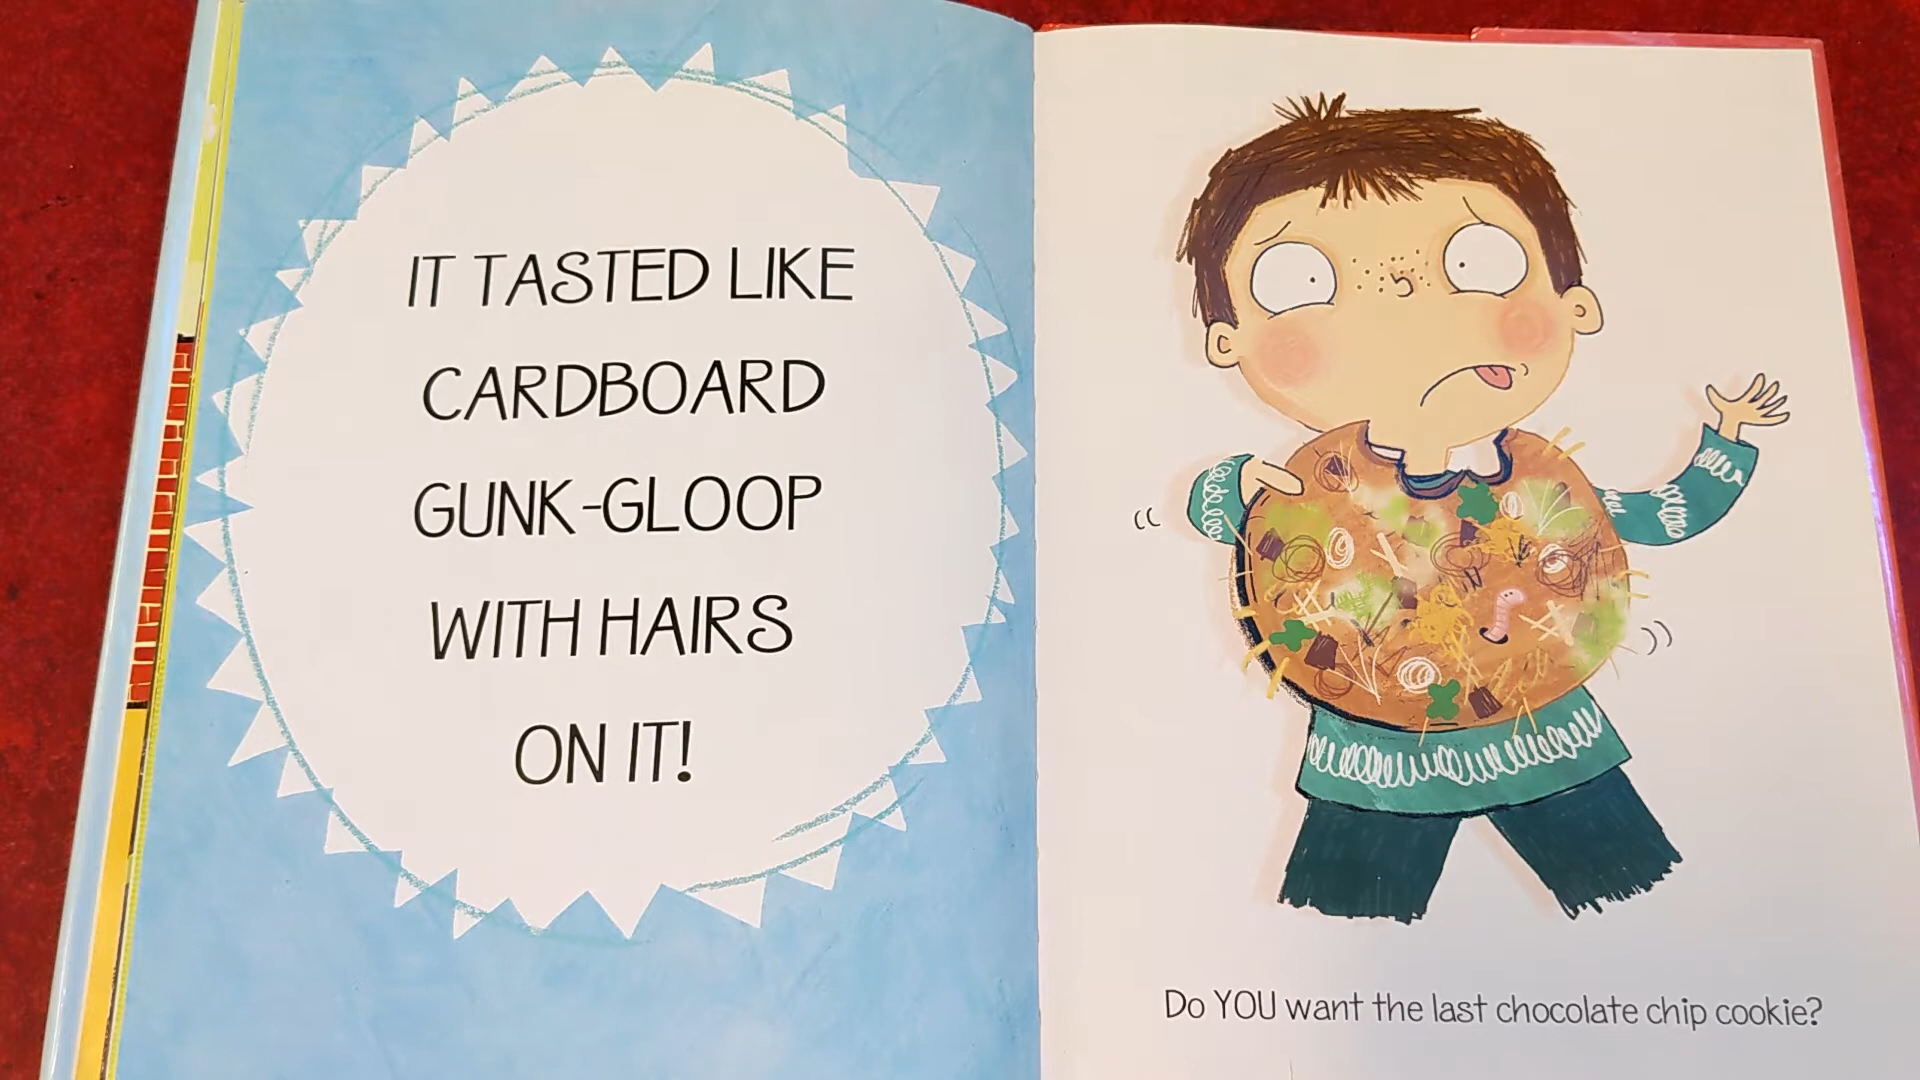 IT TASTED LIKE
CARDBOARD
GUNK-GLOOP
WITH HAIRS
ON IT!
Do YOU want the last chocolate chip cookie?